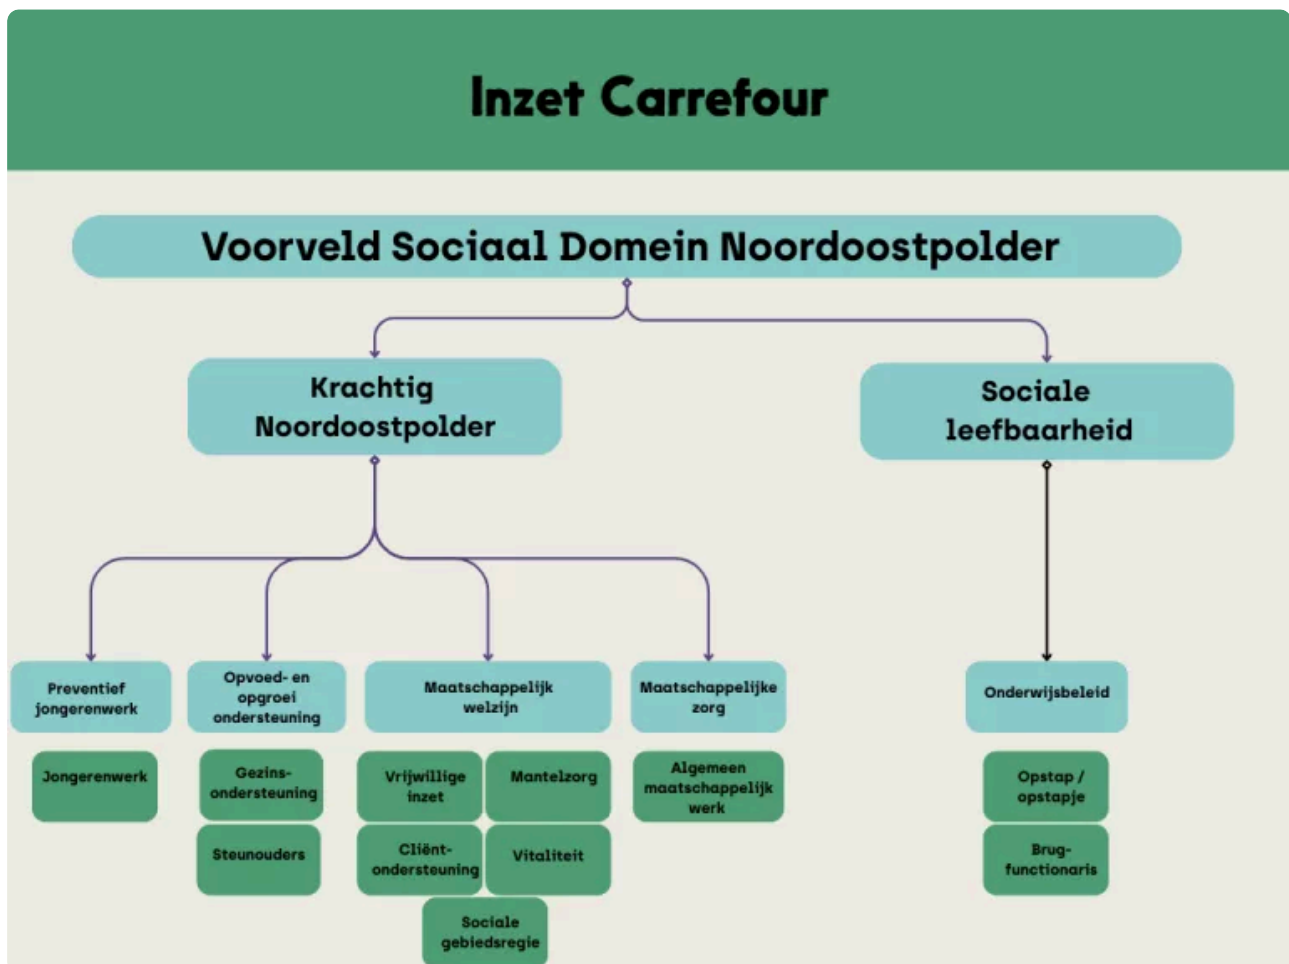 Inzet Carrefour
Voorveld Sociaal Domein Noordoostpolder
Krachtig
Noordoostpolder
Sociale
leefbaarheid
Preventief
jongerenwerk
Opvoed- en
opgroei
ondersteuning
Maatschappelijk
welzijn
Maatschappelijke
zorg
Onderwijsbeleid
Jongerenwerk
Gezins-
ondersteuning
Steunouders
Vrijwillige
inzet
Mantelzorg
Cliënt-
ondersteuning
Vitaliteit
Sociale
gebiedsregie
Algemeen
maatschappelijk
werk
Opstap /
opstapje
Brug-
functionaris